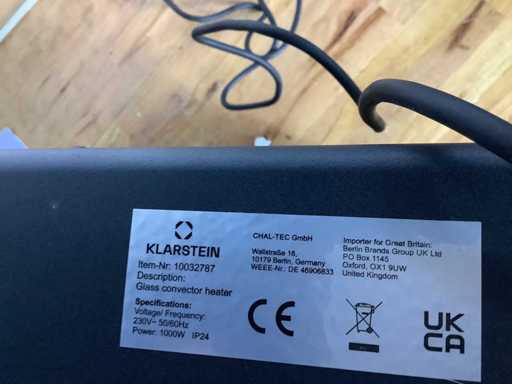 KLARSTEIN
Item-Nr: 10032787
Description:
Glass convector heater
Specifications:
Voltage/ Frequency:
230V~ 50/60Hz
Power: 1000W IP24
CHAL-TEC GmbH
Wallstraße 16,
10179 Berlin, Germany
WEEE-Nr.: DE 46906833
CE
Importer for Great Britain:
Berlin Brands Group UK Ltd
PO Box 1145
Oxford, OX1 9UW
United Kingdom
UK
CA